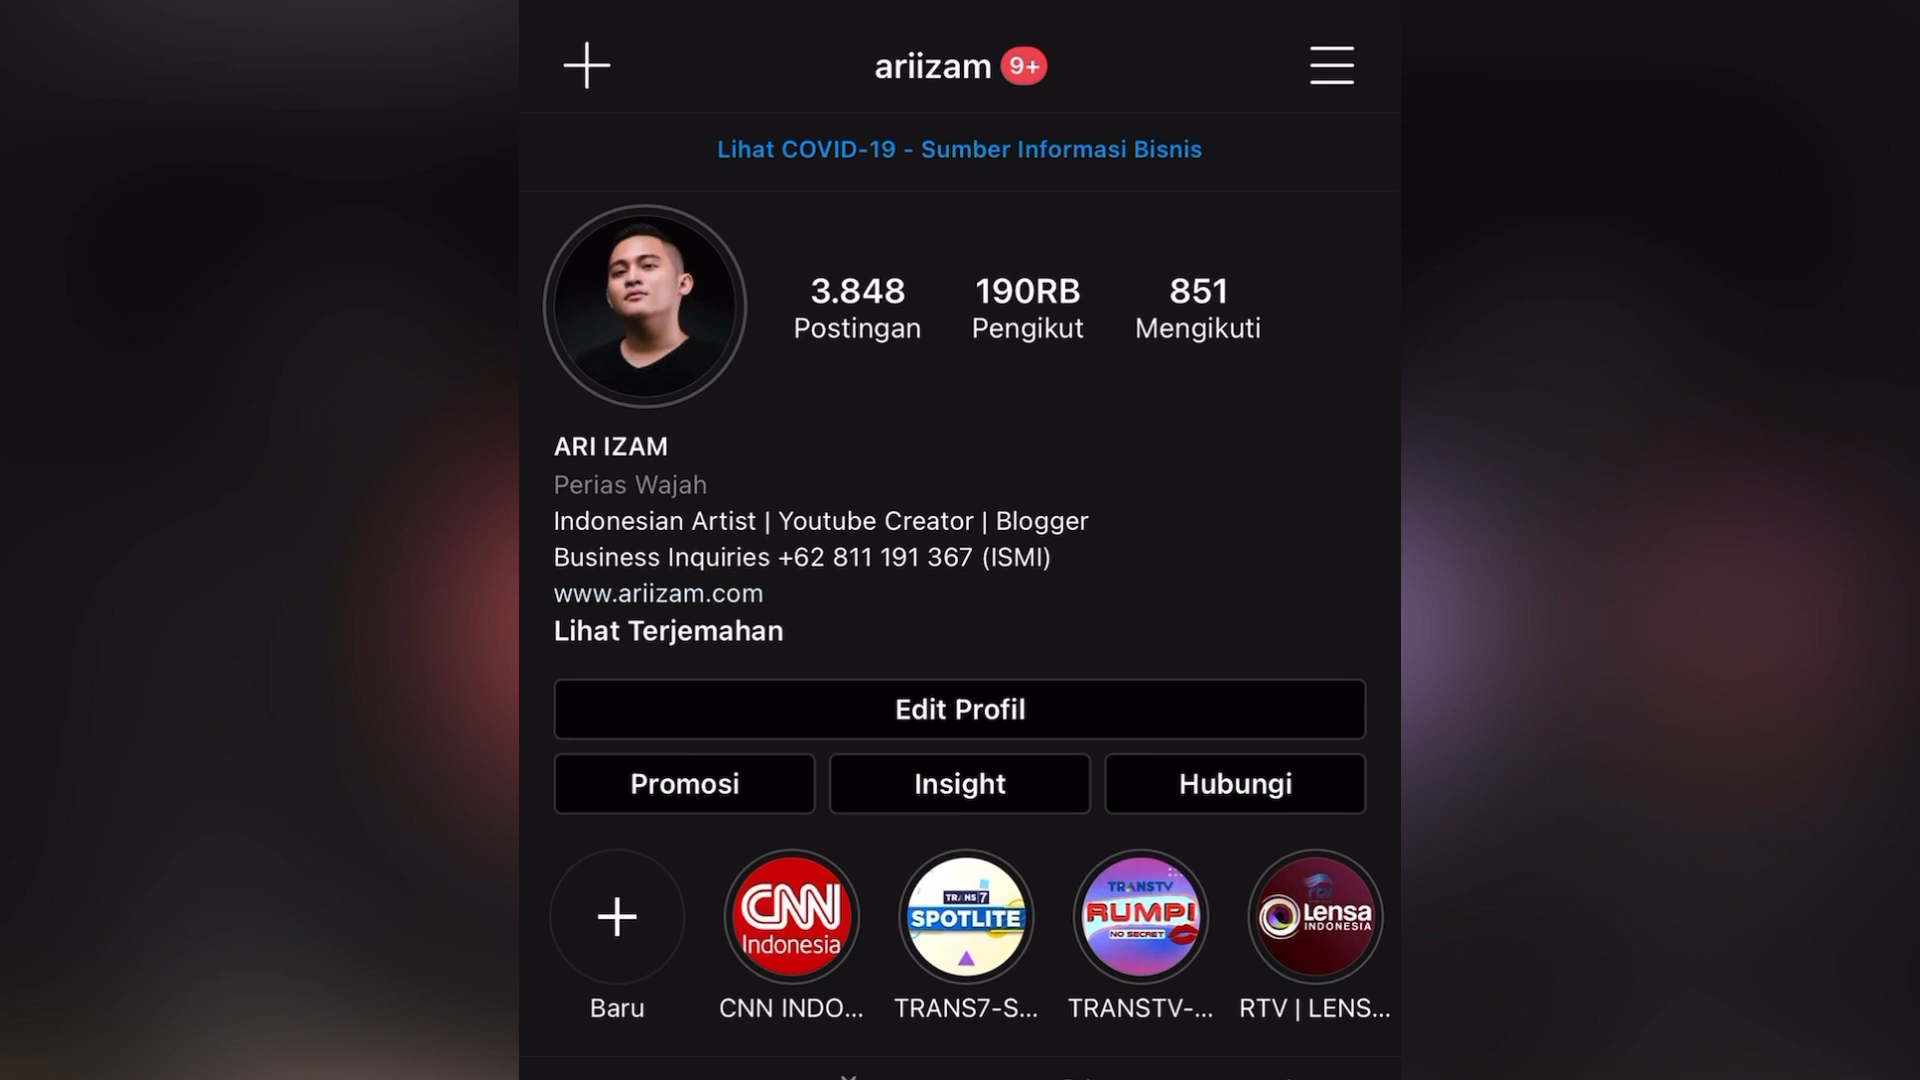 ariizam 9+
Lihat COVID-19 - Sumber Informasi Bisnis
3.848 190RB 851
Postingan Pengikut Mengikuti
ARI IZAM
Perias Wajah
Indonesian Artist | Youtube Creator | Blogger
Business Inquiries +62 811 191 367 (ISMI)
www.ariizam.com
Lihat Terjemahan
Edit Profil
Promosi Insight Hubungi
CNN Indonesia
TRANS7 SPOTLITE
TRANSTV RUMPI NO SECRET
rtv Lensa INDONESIA
Baru CNN INDO... TRANS7-S... TRANSTV-... RTV | LENS...